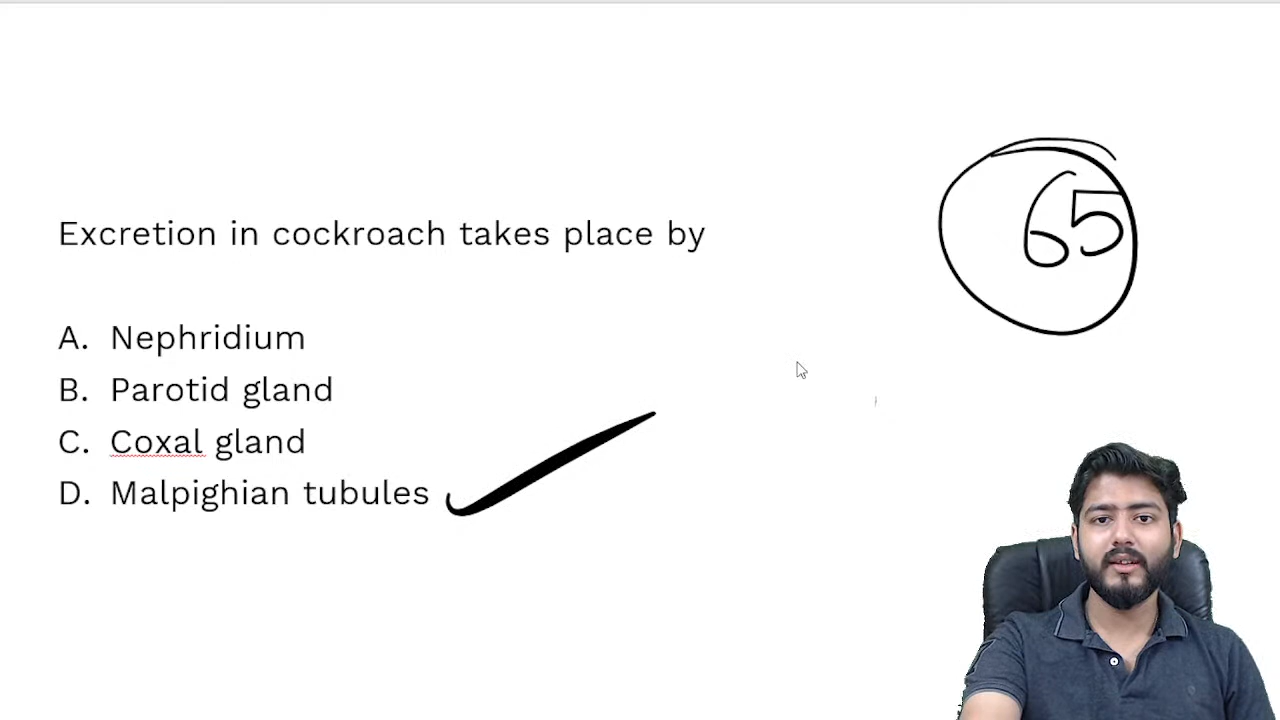 Excretion in cockroach takes place by
65
A. Nephridium
B. Parotid gland
C. Coxal gland
D. Malpighian tubules